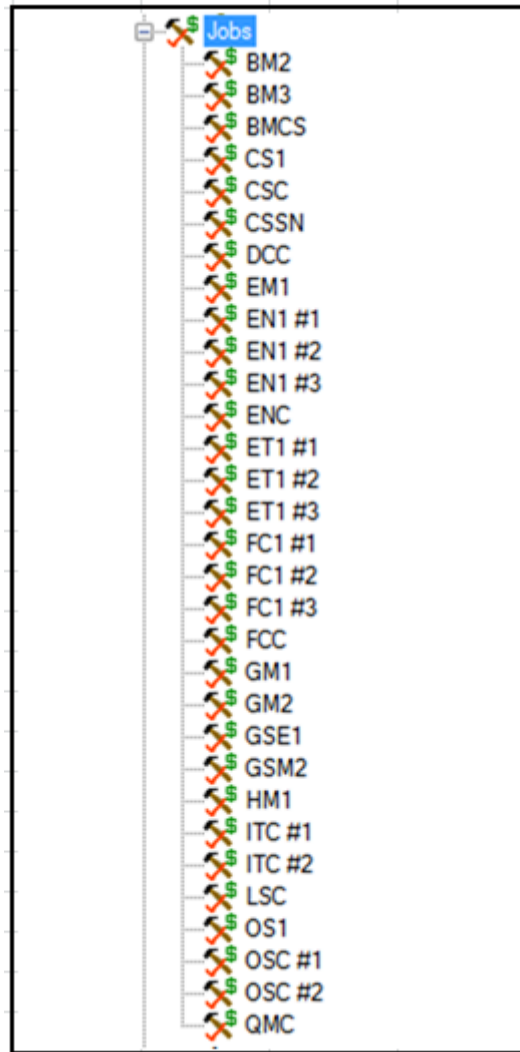 Jobs
BM2
BM3
BMCS
CS1
CSC
CSSN
DCC
EM1
EN1 #1
EN1 #2
EN1 #3
ENC
ET1 #1
ET1 #2
ET1 #3
FC1 #1
FC1 #2
FC1 #3
FCC
GM1
GM2
GSE1
GSM2
HM1
ITC #1
ITC #2
LSC
OS1
OSC #1
OSC #2
QMC